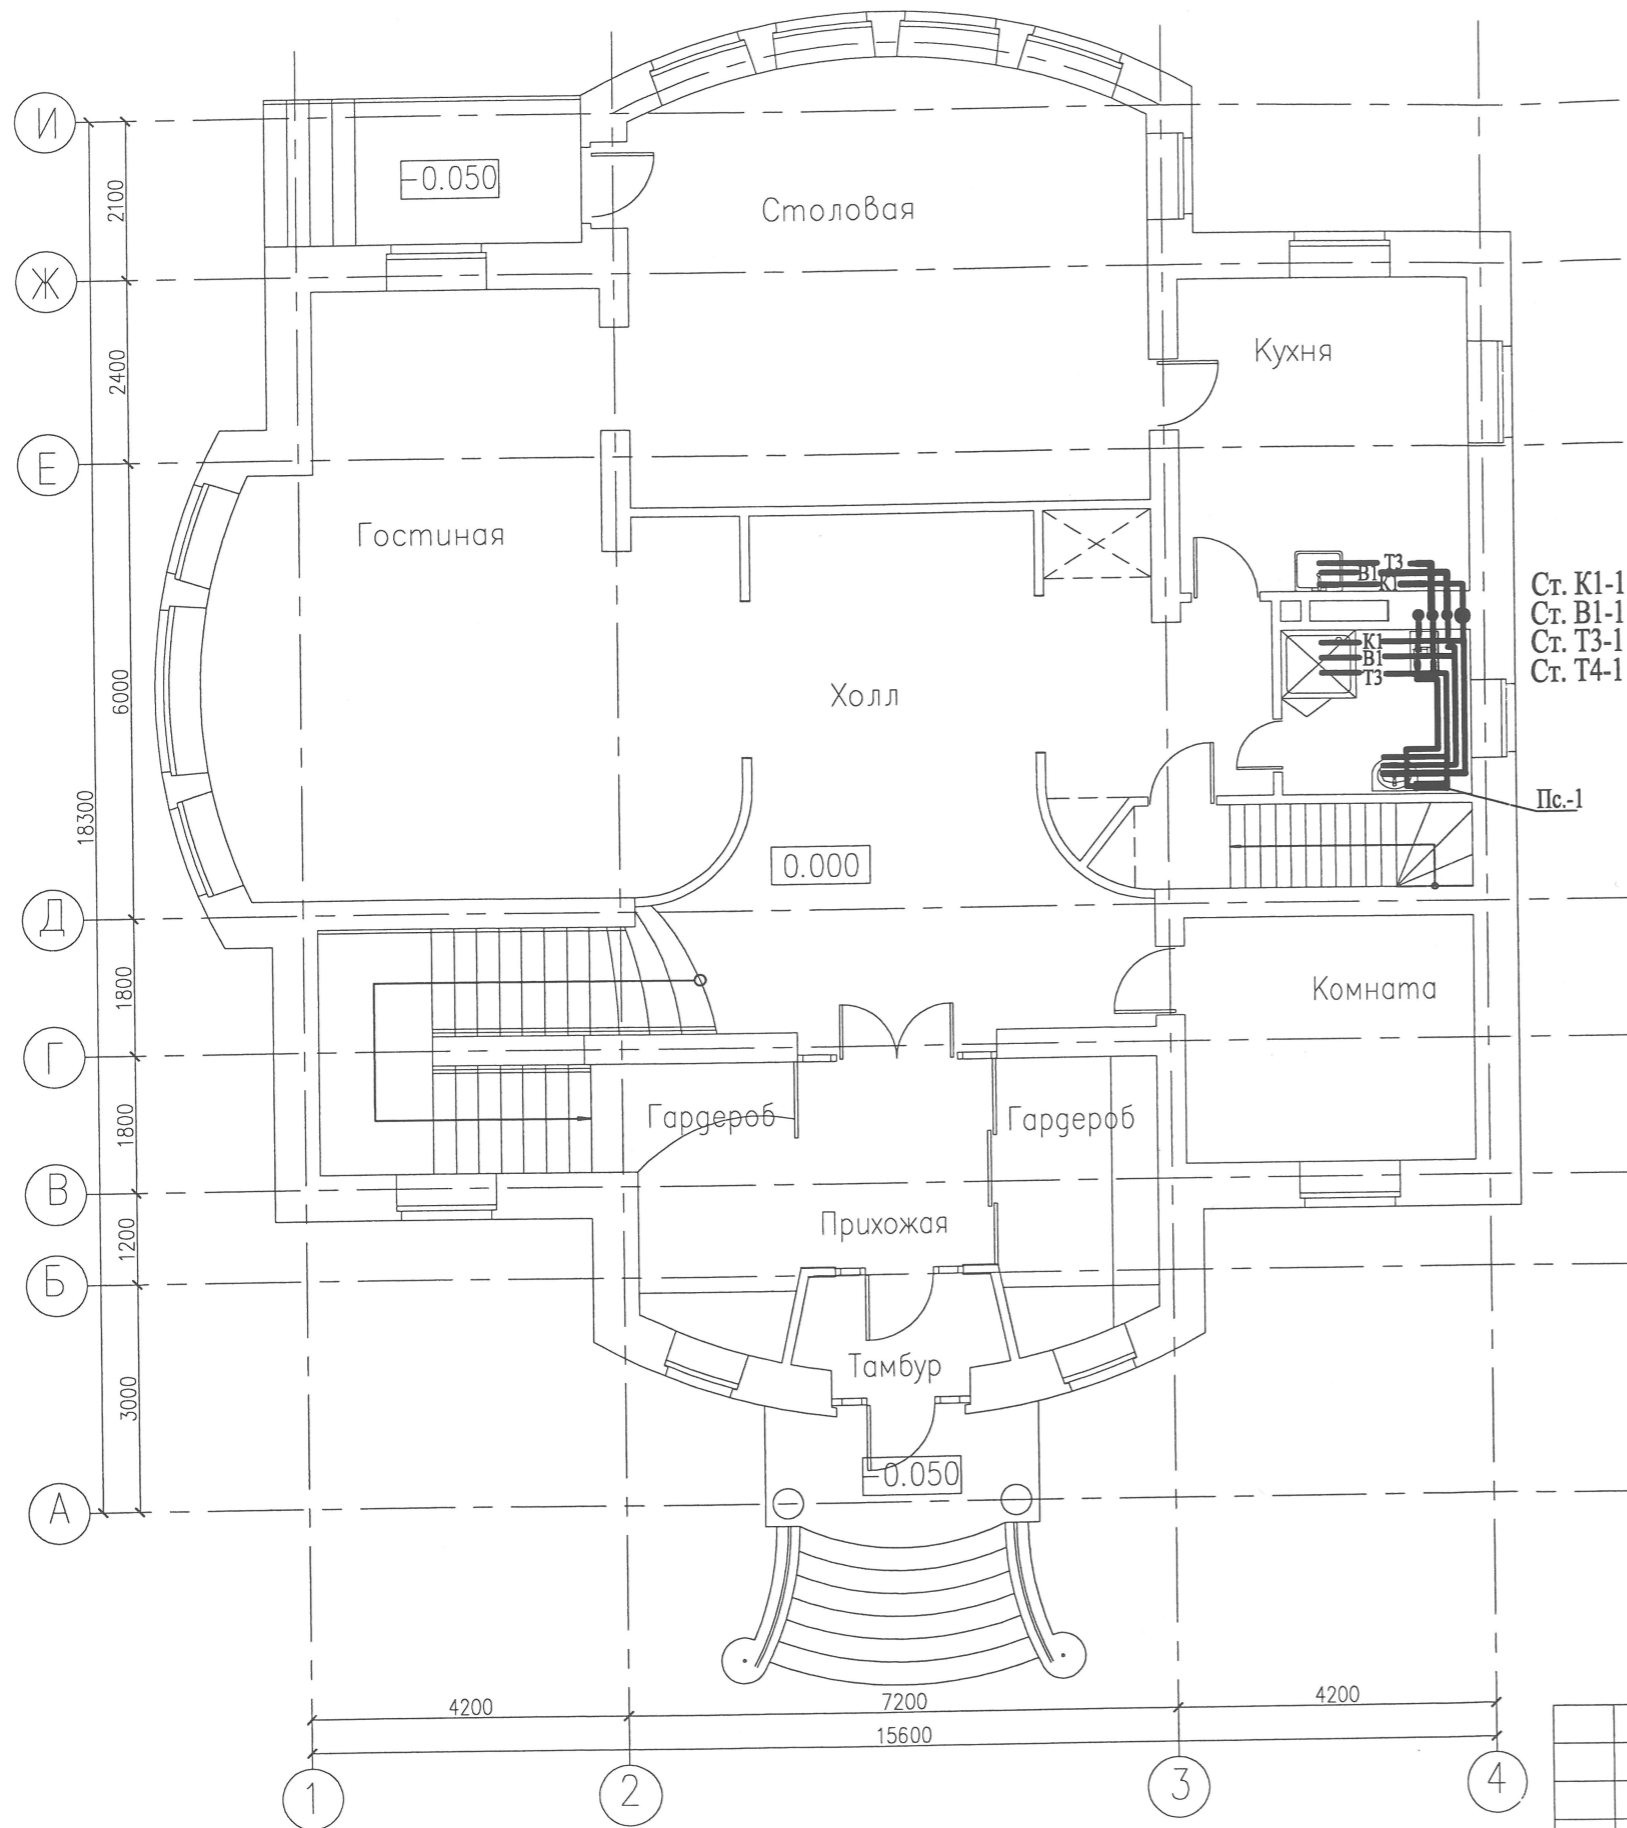 И
-0.050
2100
Столовая
Ж
Кухня
2400
Е
Гостиная
Т3
В1
К1
Ст. К1-1
Ст. В1-1
Ст. Т3-1
Ст. Т4-1
К1
В1
Т3
6000
Холл
18300
Пс.-1
0.000
Д
1800
Комната
Г
1800
Гардероб
Гардероб
В
1200
Прихожая
Б
Тамбур
3000
-0.050
А
4200
7200
4200
15600
1
2
3
4